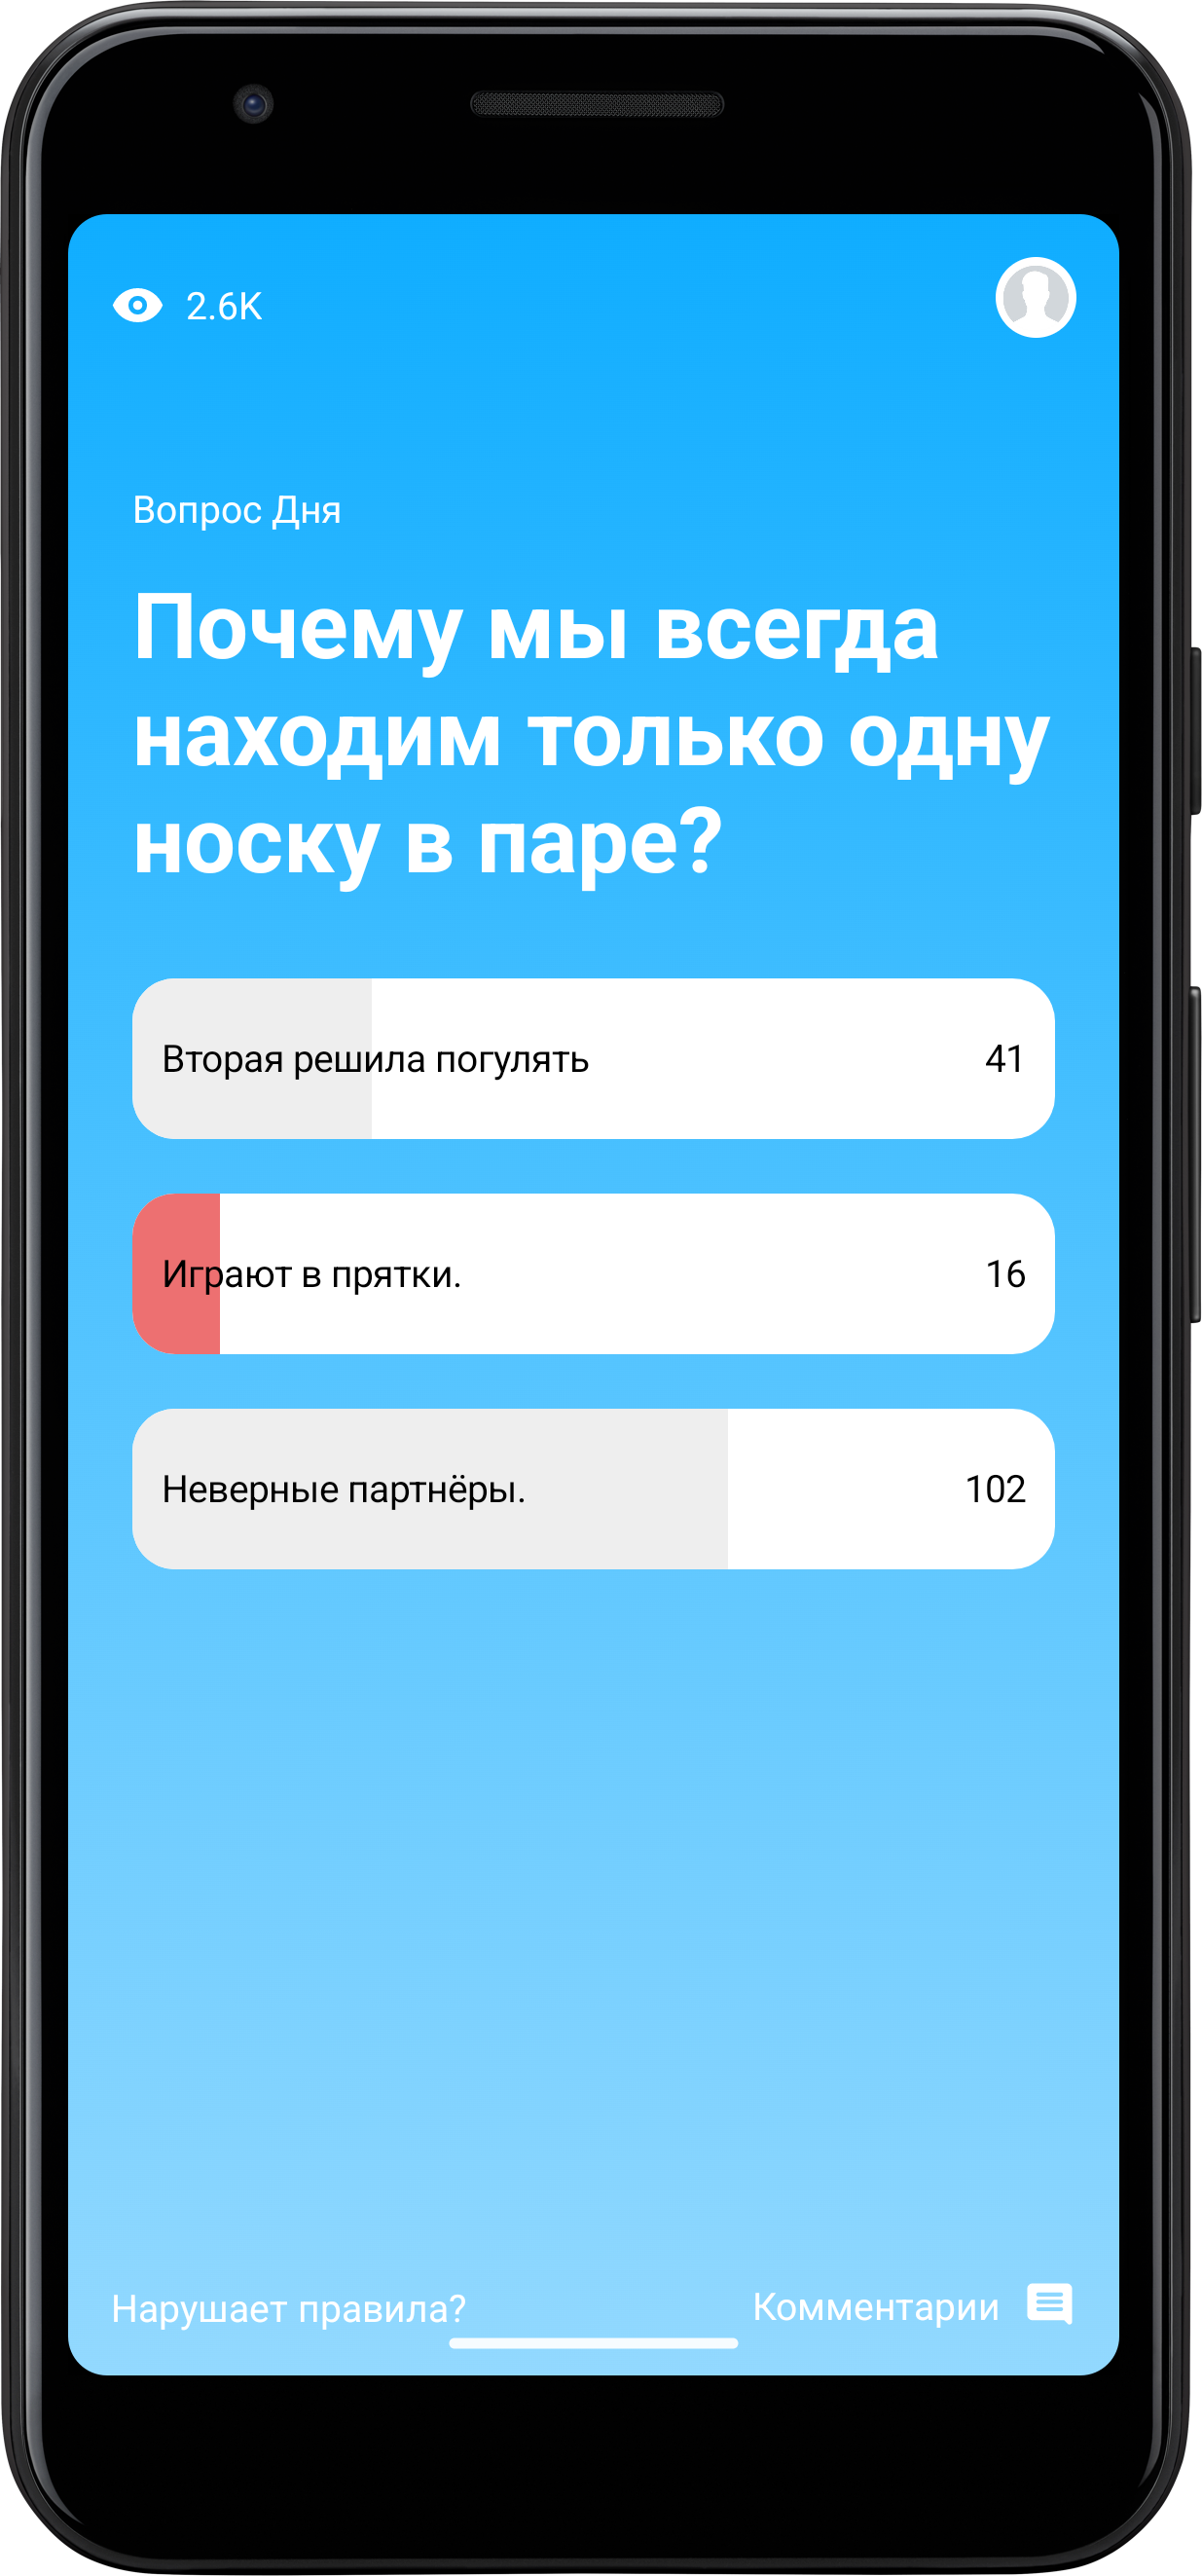 2.6K
Вопрос Дня
Почему мы всегда
находим только одну
носку в паре?
Вторая решила погулять 41
Играют в прятки. 16
Неверные партнёры. 102
Нарушает правила? Комментарии